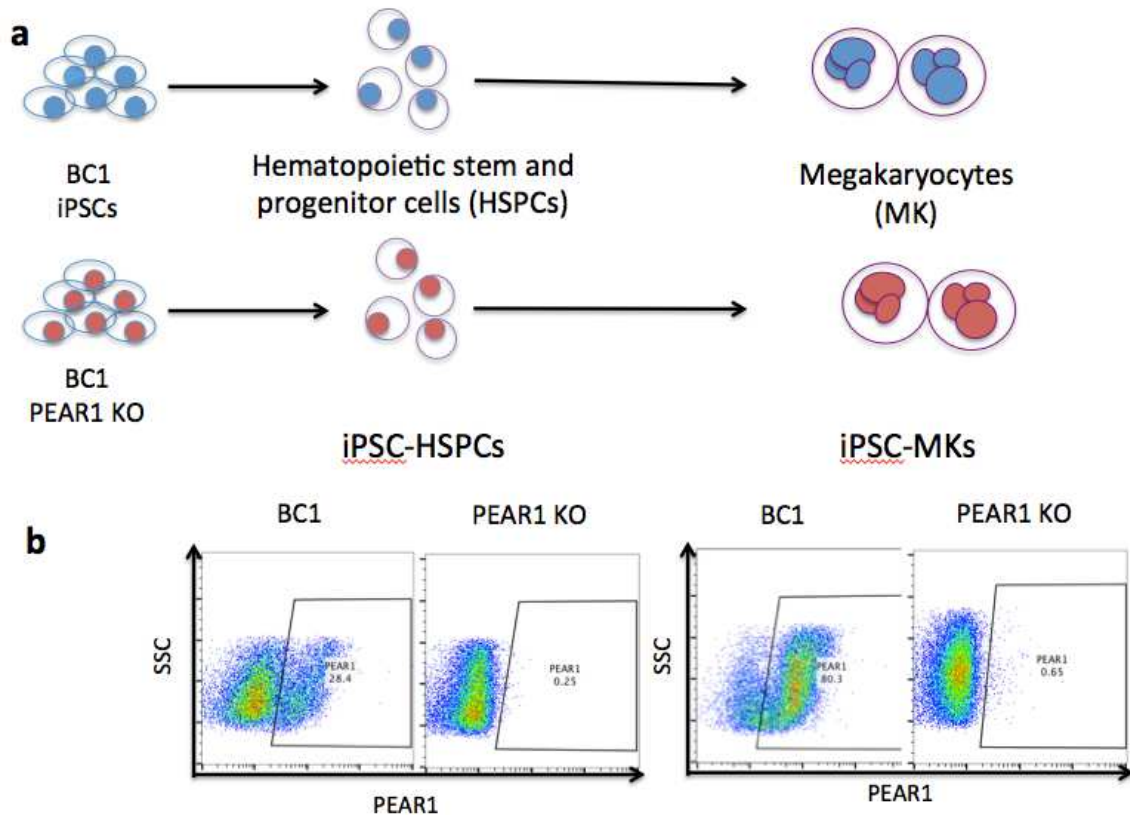 a
BC1
iPSCs
Hematopoietic stem and
progenitor cells (HSPCs)
Megakaryocytes
(MK)
BC1
PEAR1 KO
iPSC-HSPCs
iPSC-MKs
b
BC1
PEAR1 KO
BC1
PEAR1 KO
SSC
PEAR1
28.4
PEAR1
0.25
SSC
PEAR1
80.3
PEAR1
0.65
PEAR1
PEAR1